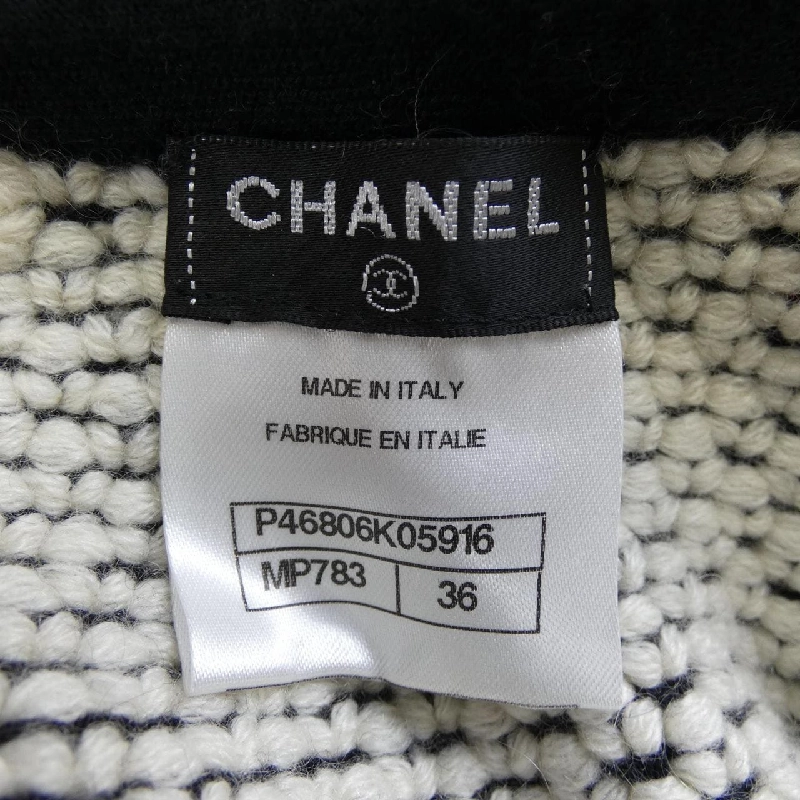 CHANEL
MADE IN ITALY
FABRIQUE EN ITALIE
P46806K05916
MP783 36